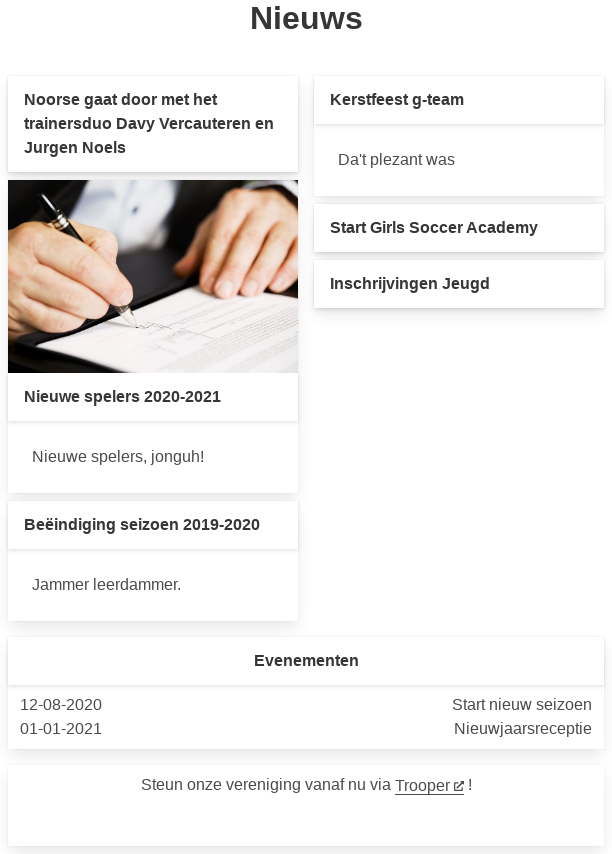 Nieuws
Noorse gaat door met het
trainersduo Davy Vercauteren en
Jurgen Noels
Nieuwe spelers 2020-2021
Nieuwe spelers, jonguh!
Beëindiging seizoen 2019-2020
Jammer leerdammer.
Kerstfeest g-team
Da't plezant was
Start Girls Soccer Academy
Inschrijvingen Jeugd
Evenementen
12-08-2020 Start nieuw seizoen
01-01-2021 Nieuwjaarsreceptie
Steun onze vereniging vanaf nu via Trooper !